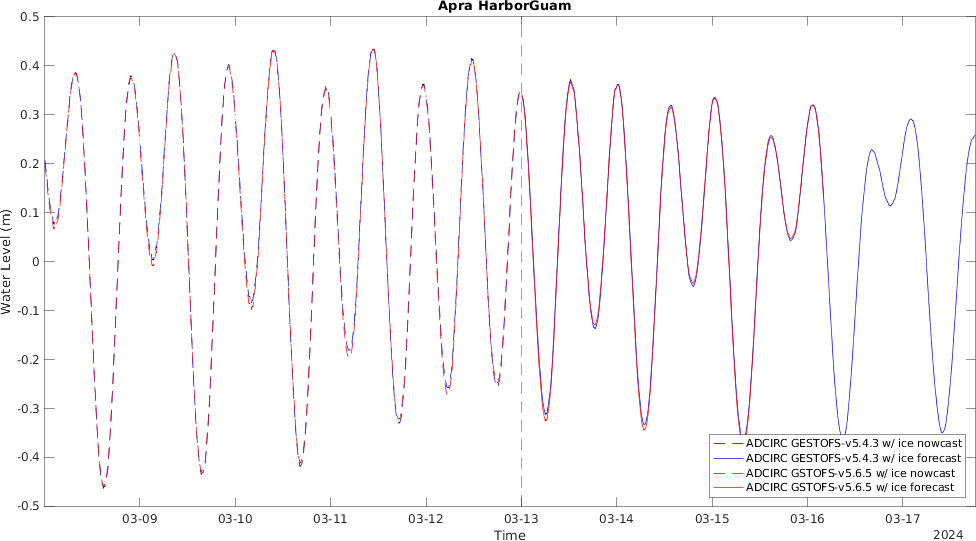 Apra HarborGuam
0.5
0.4
0.3
0.2
0.1
0
-0.1
-0.2
-0.3
-0.4
-0.5
Water Level (m)
03-09 03-10 03-11 03-12 03-13 03-14 03-15 03-16 03-17
Time
2024
ADCIRC GESTOFS-v5.4.3 w/ ice nowcast
ADCIRC GESTOFS-v5.4.3 w/ ice forecast
ADCIRC GSTOFS-v5.6.5 w/ ice nowcast
ADCIRC GSTOFS-v5.6.5 w/ ice forecast